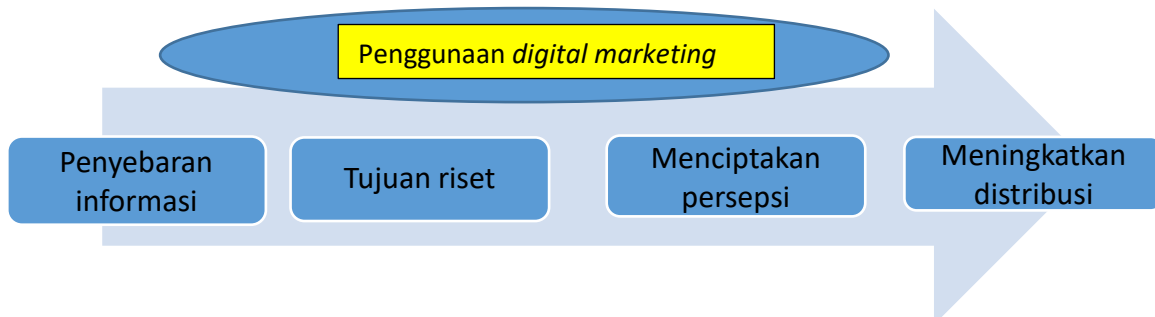 Penggunaan digital marketing
Penyebaran
informasi
Tujuan riset
Menciptakan
persepsi
Meningkatkan
distribusi